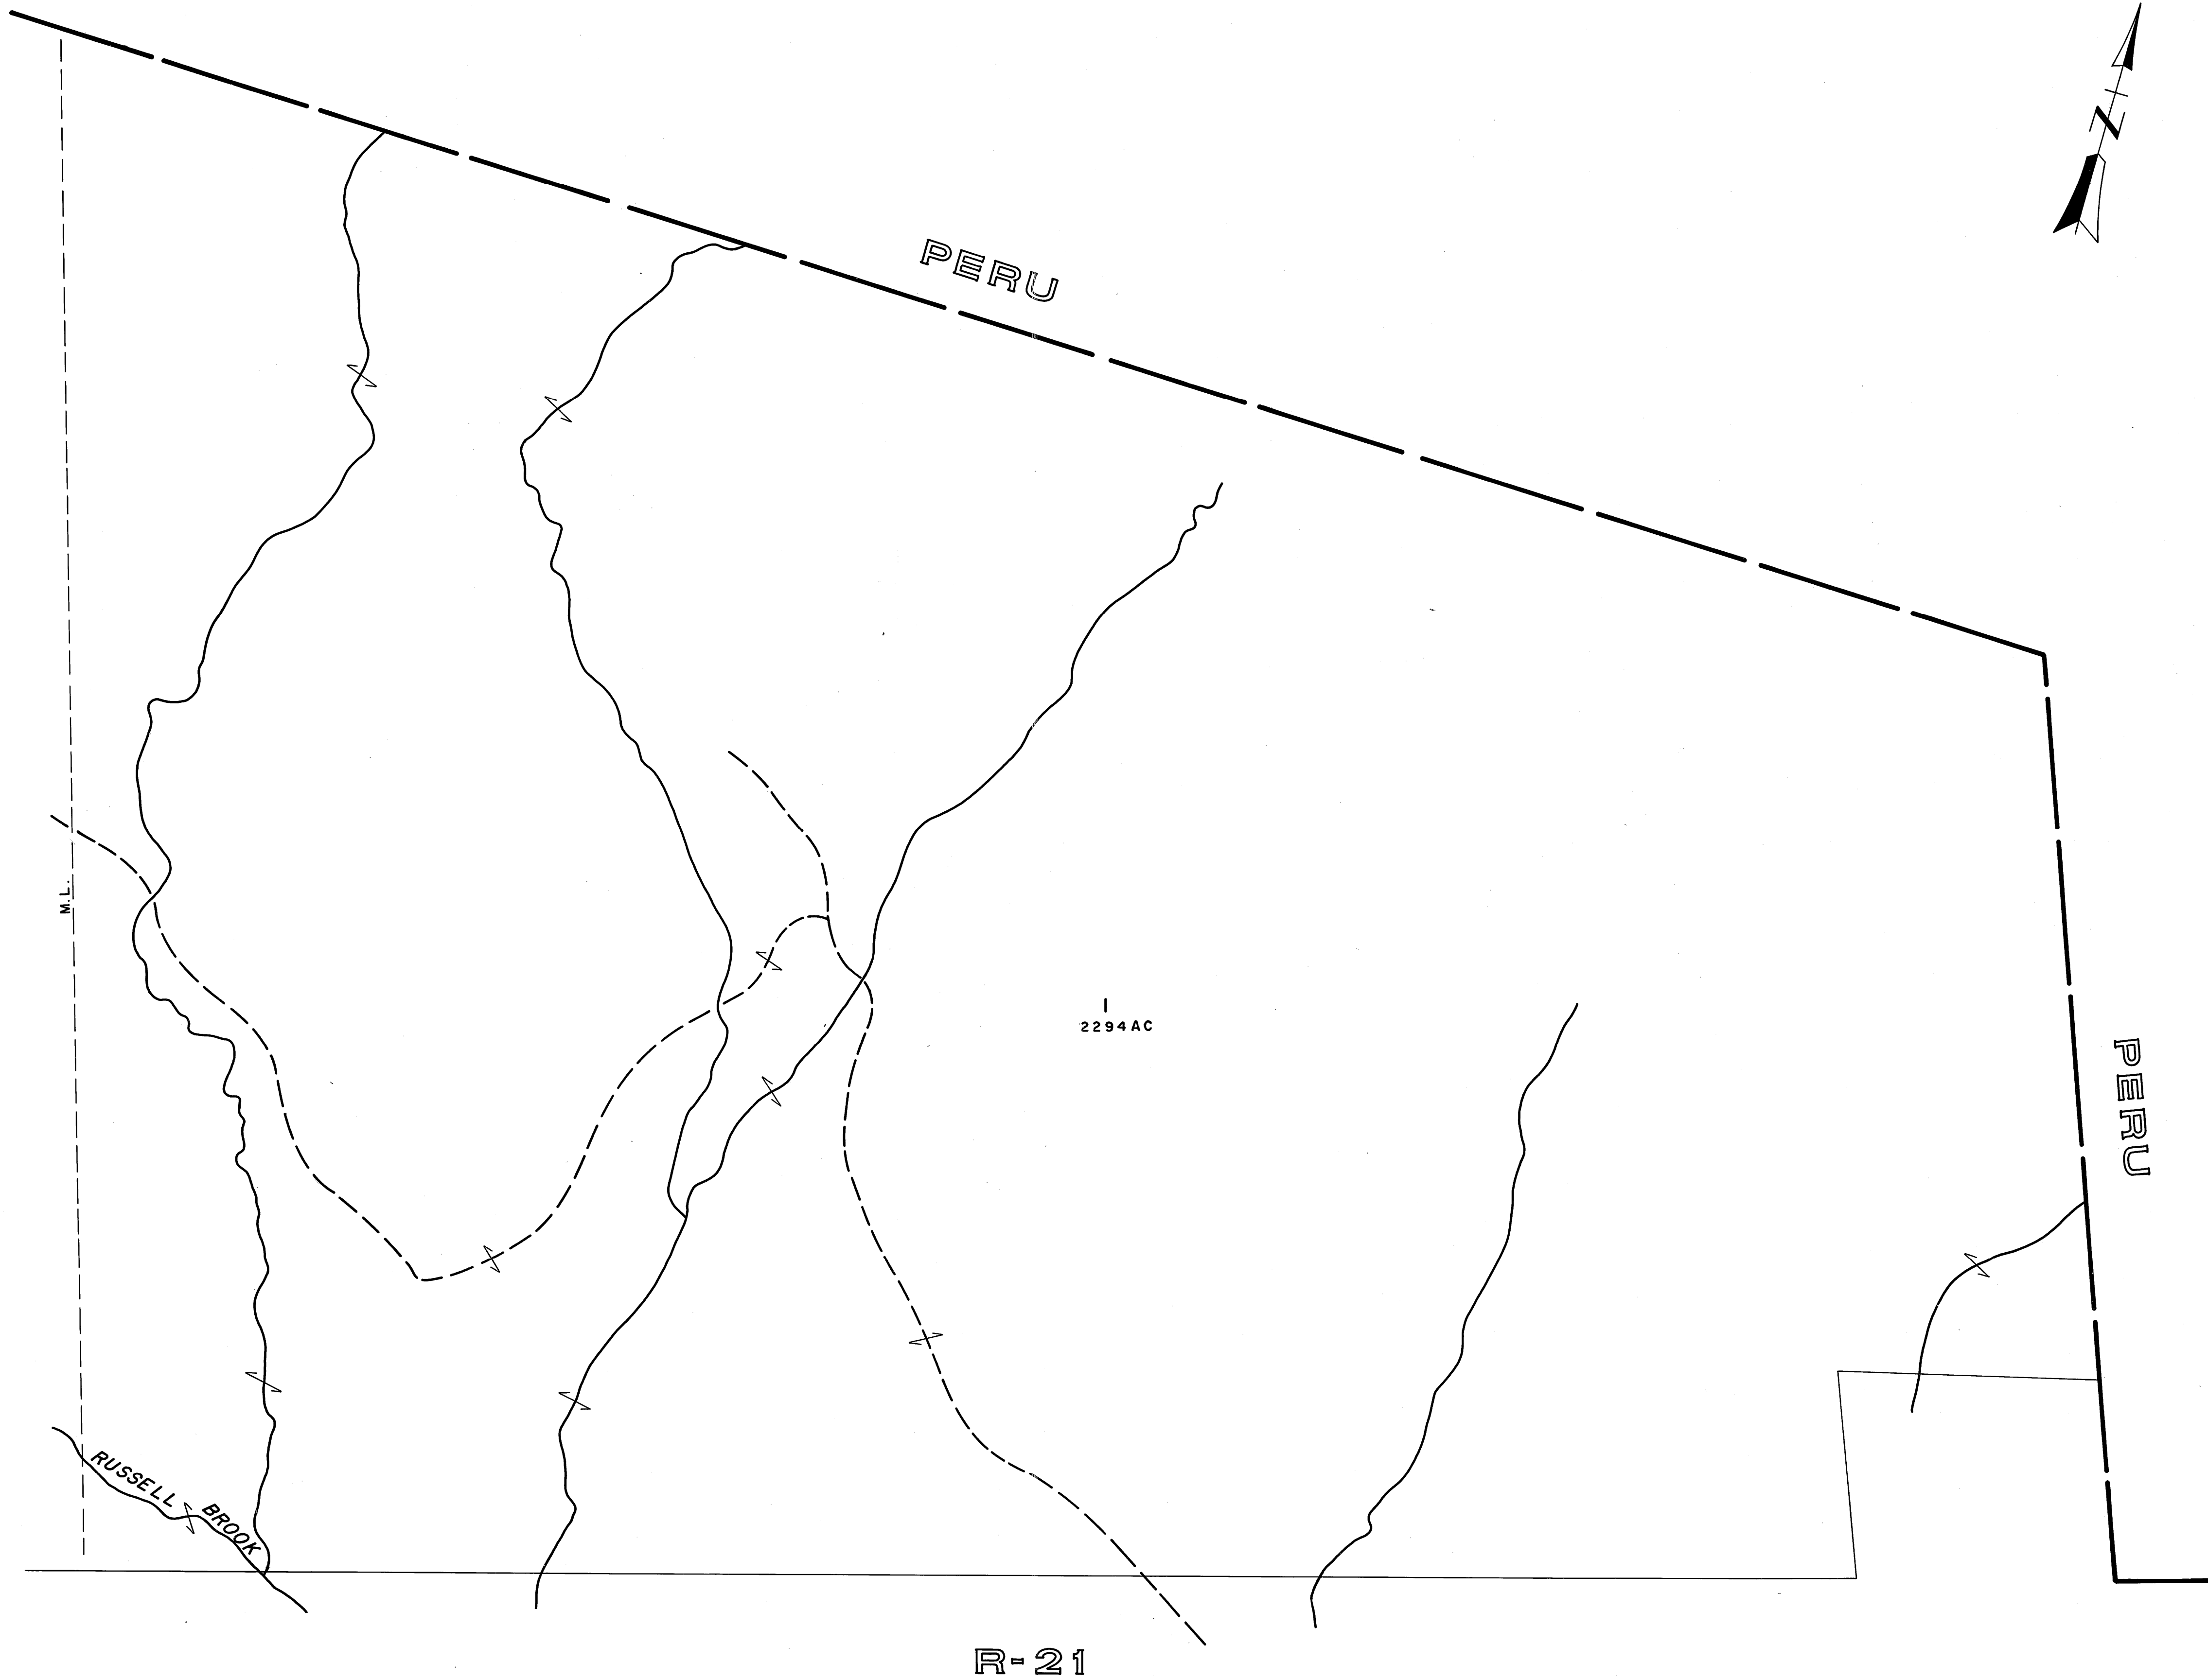 N
PERU
M.L.
1
2294AC
PERU
RUSSELL BROOK
R-21